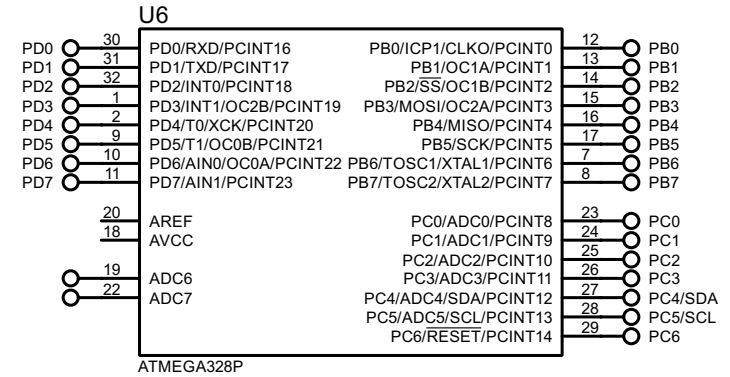 U6
PD0 30 PD0/RXD/PCINT16 PB0/ICP1/CLKO/PCINT0 12 PB0
PD1 31 PD1/TXD/PCINT17 PB1/OC1A/PCINT1 13 PB1
PD2 32 PD2/INT0/PCINT18 PB2/SS/OC1B/PCINT2 14 PB2
PD3 1 PD3/INT1/OC2B/PCINT19 PB3/MOSI/OC2A/PCINT3 15 PB3
PD4 2 PD4/T0/XCK/PCINT20 PB4/MISO/PCINT4 16 PB4
PD5 9 PD5/T1/OC0B/PCINT21 PB5/SCK/PCINT5 17 PB5
PD6 10 PD6/AIN0/OC0A/PCINT22 PB6/TOSC1/XTAL1/PCINT6 7 PB6
PD7 11 PD7/AIN1/PCINT23 PB7/TOSC2/XTAL2/PCINT7 8 PB7
20 AREF PC0/ADC0/PCINT8 23 PC0
18 AVCC PC1/ADC1/PCINT9 24 PC1
PC2/ADC2/PCINT10 25 PC2
19 ADC6 PC3/ADC3/PCINT11 26 PC3
22 ADC7 PC4/ADC4/SDA/PCINT12 27 PC4/SDA
PC5/ADC5/SCL/PCINT13 28 PC5/SCL
PC6/RESET/PCINT14 29 PC6
ATMEGA328P